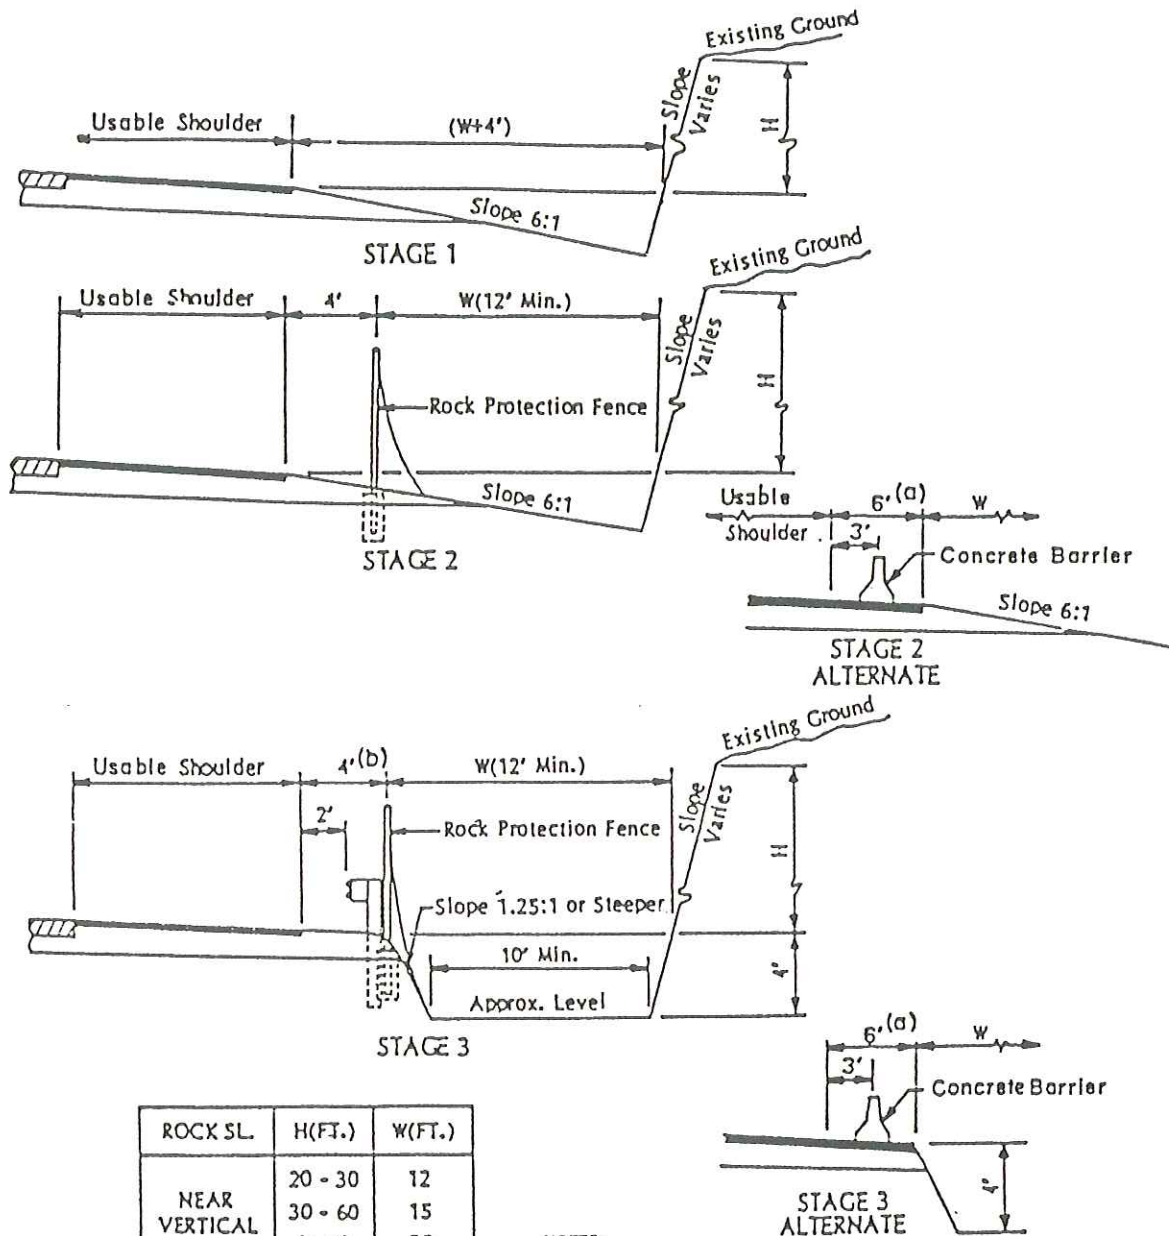 Existing Ground
Usable Shoulder
(W+4')
Slope
Varies
H
Slope 6:1
STAGE 1
Existing Ground
Usable Shoulder
4'
W(12' Min.)
Slope
Varies
H
Rock Protection Fence
Slope 6:1
STAGE 2
Usable
Shoulder
6'(a)
W
3'
Concrete Barrier
Slope 6:1
STAGE 2
ALTERNATE
Existing Ground
Usable Shoulder
4'(b)
W(12' Min.)
Slope
Varies
2'
H
Rock Protection Fence
Slope 1.25:1 or Steeper
10' Min.
4'
Approx. Level
STAGE 3
6'(a)
W
3'
Concrete Barrier
4'
STAGE 3
ALTERNATE
ROCK SL. H(FT.) W(FT.)
NEAR
VERTICAL
20 - 30 12
30 - 60 15